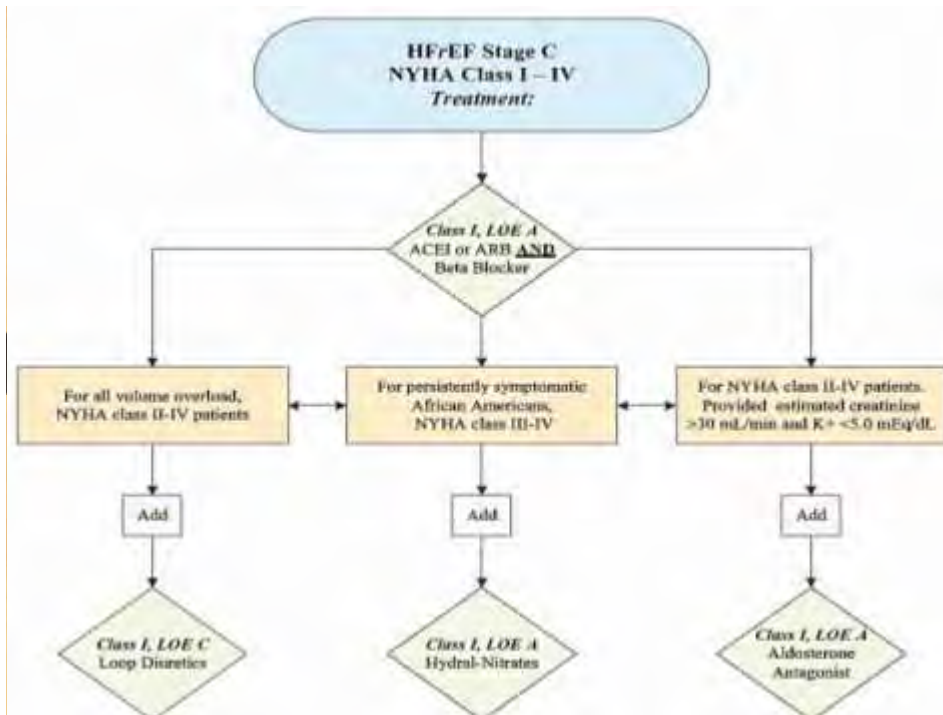 HFrEF Stage C
NYHA Class I – IV
Treatment:
Class I, LOE A
ACEI or ARB AND
Beta Blocker
For all volume overload,
NYHA class II-IV patients
For persistently symptomatic
African Americans,
NYHA class III-IV
For NYHA class II-IV patients.
Provided estimated creatinine
>30 mL/min and K+ <5.0 mEq/dL
Add
Add
Add
Class I, LOE C
Loop Diuretics
Class I, LOE A
Hydral-Nitrates
Class I, LOE A
Aldosterone
Antagonist